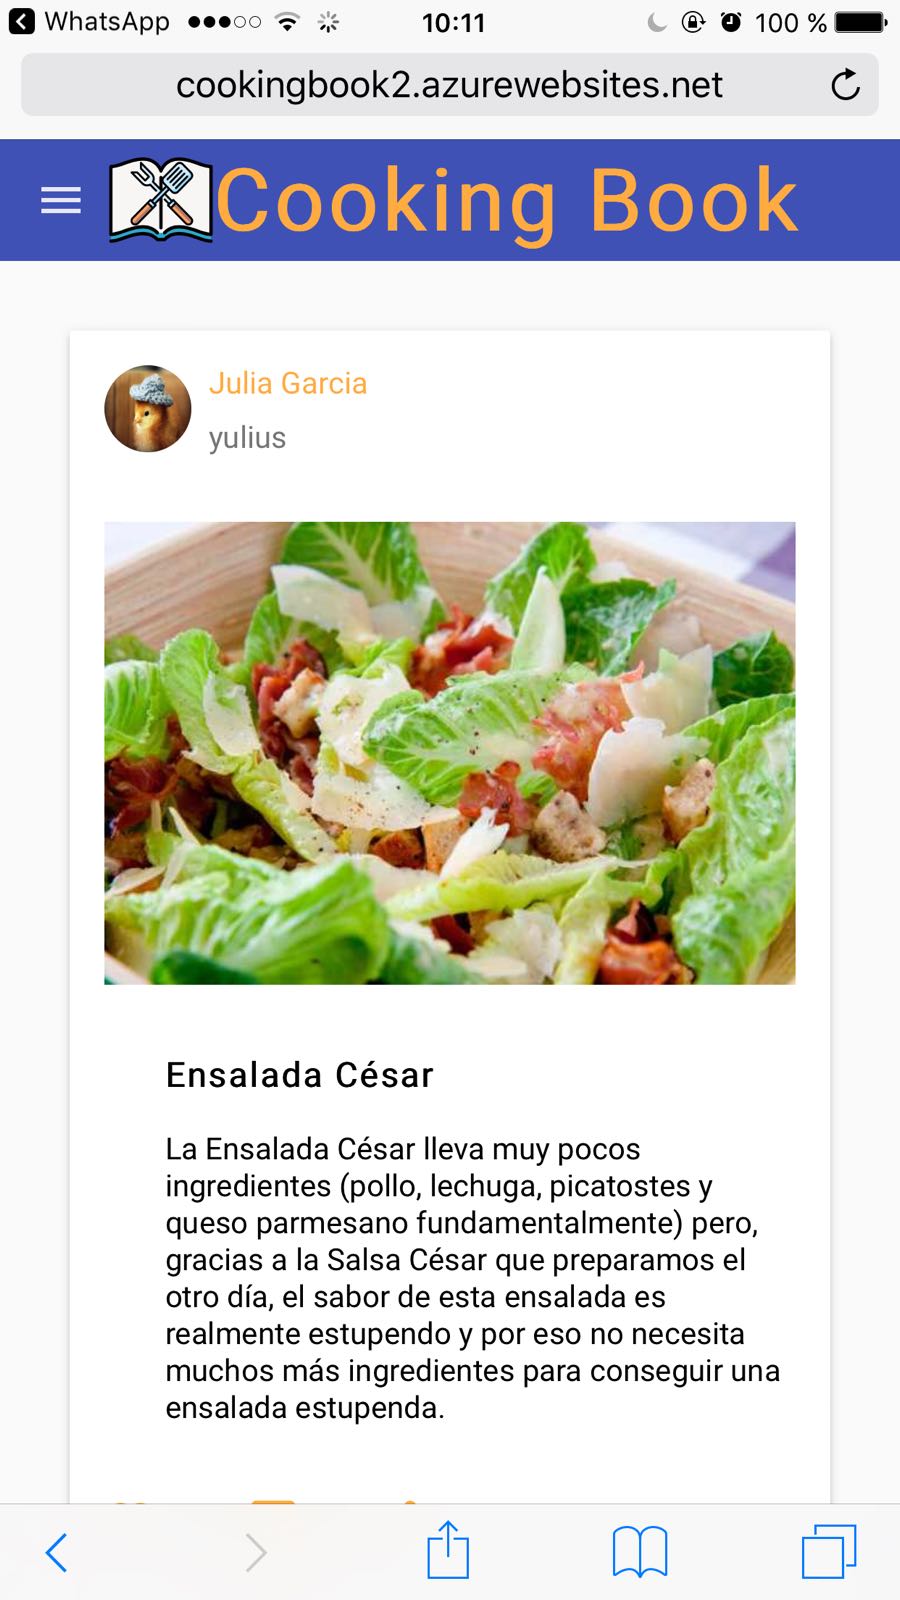 WhatsApp 10:11 100 %
cookingbook2.azurewebsites.net
Cooking Book
Julia Garcia
yulius
Ensalada César
La Ensalada César lleva muy pocos
ingredientes (pollo, lechuga, picatostes y
queso parmesano fundamentalmente) pero,
gracias a la Salsa César que preparamos el
otro día, el sabor de esta ensalada es
realmente estupendo y por eso no necesita
muchos más ingredientes para conseguir una
ensalada estupenda.